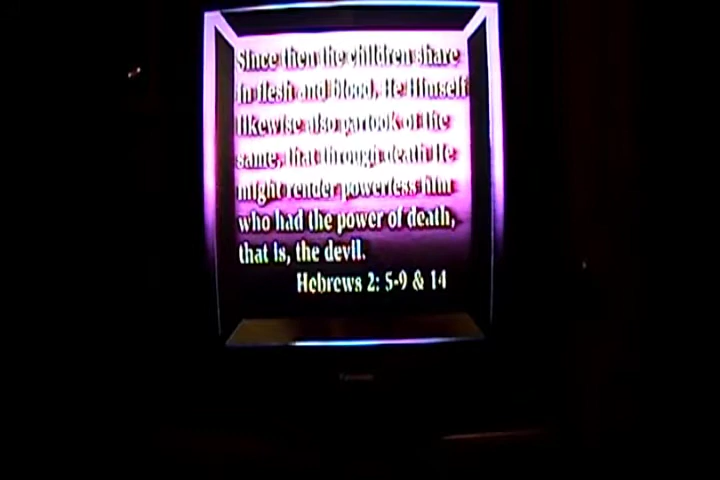 Since then the children share
in flesh and blood, He Himself
likewise also partook of the
same, that through death He
might render powerless him
who had the power of death,
that is, the devil.
Hebrews 2: 5-9 & 14